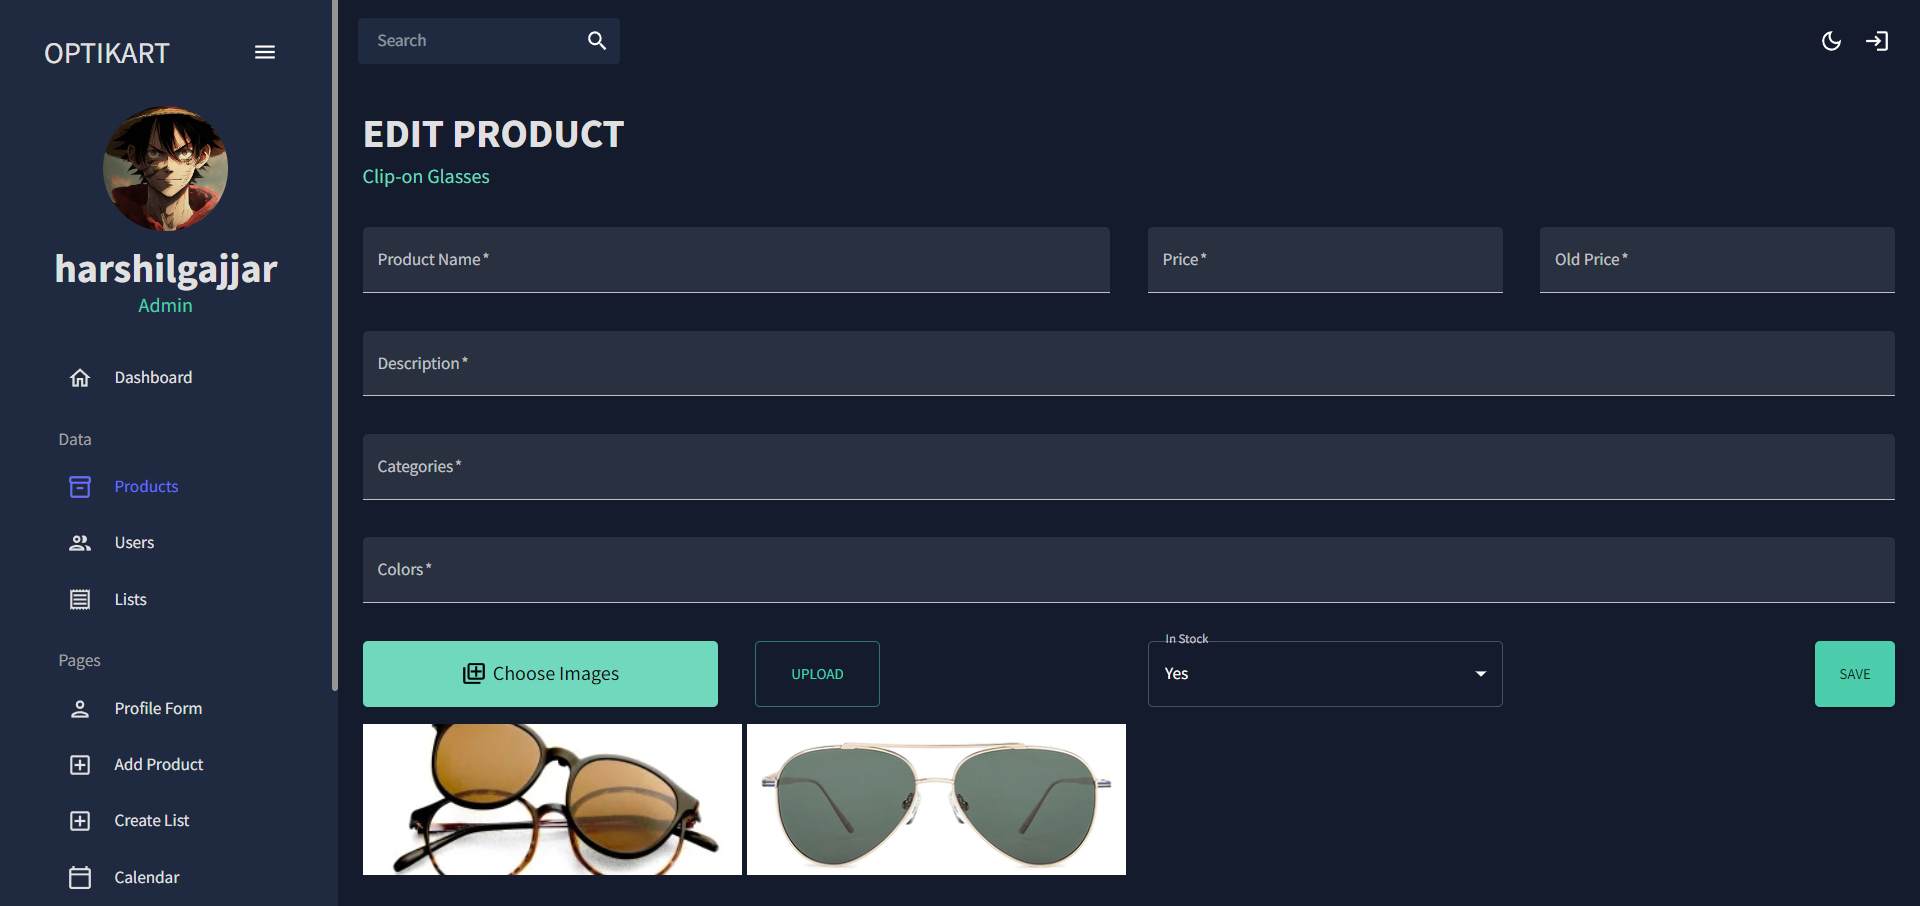 OPTIKART
harshilgajjar
Admin
Dashboard
Data
Products
Users
Lists
Pages
Profile Form
Add Product
Create List
Calendar
Search
EDIT PRODUCT
Clip-on Glasses
Product Name*
Price*
Old Price*
Description*
Categories*
Colors*
Choose Images
UPLOAD
In Stock
Yes
SAVE